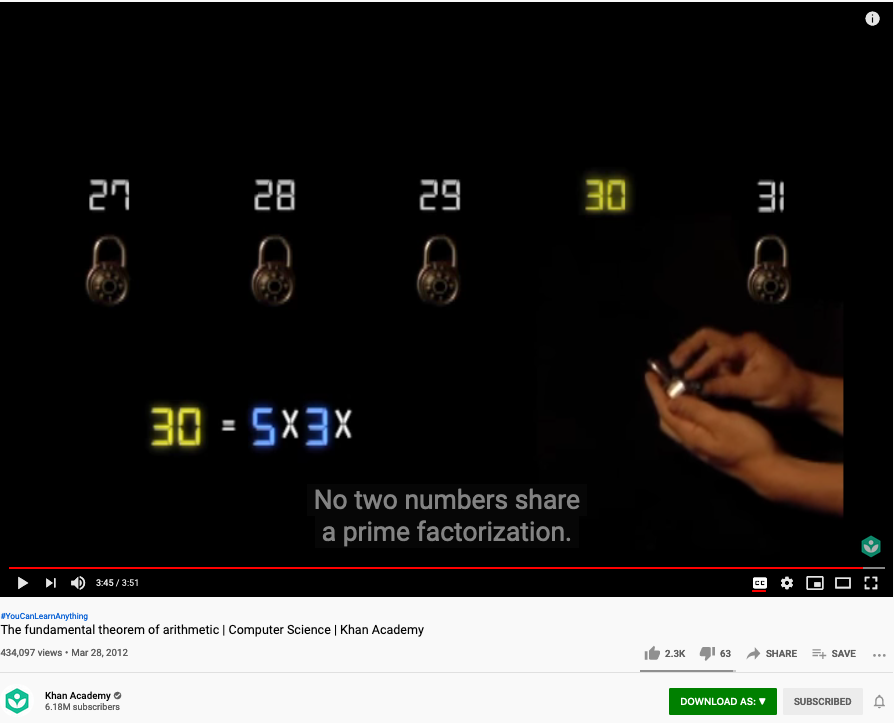 27 28 29 30 31
30 = 5 X 3 X
No two numbers share
a prime factorization.
3:45 / 3:51
CC
#YouCanLearnAnything
The fundamental theorem of arithmetic | Computer Science | Khan Academy
434,097 views • Mar 28, 2012
2.3K 63 SHARE SAVE
Khan Academy
6.18M subscribers
DOWNLOAD AS: ▼ SUBSCRIBED